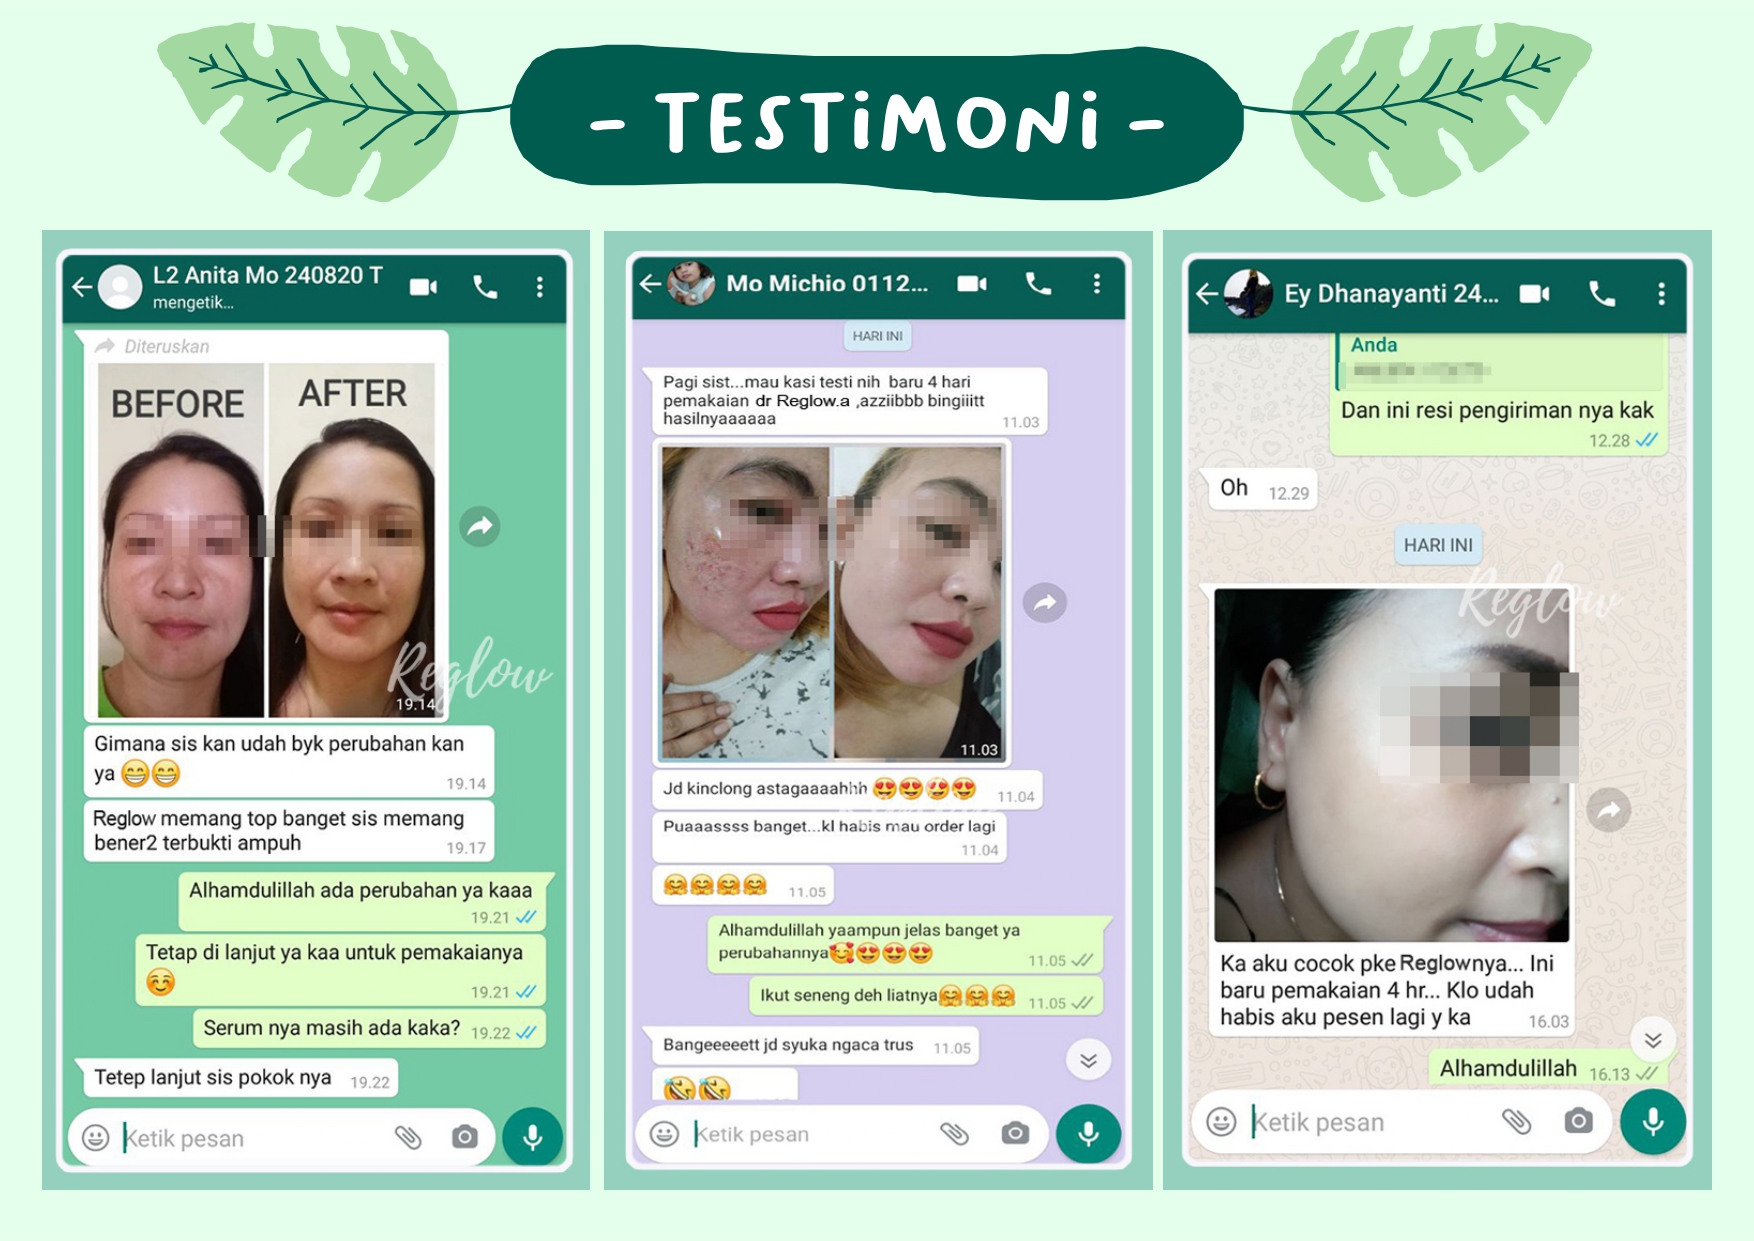 - TESTiMONi -
L2 Anita Mo 240820 T
mengetik...
Diteruskan
BEFORE
AFTER
Reglow
19.14
Gimana sis kan udah byk perubahan kan
ya 😁😁
19.14
Reglow memang top banget sis memang
bener2 terbukti ampuh
19.17
Alhamdulillah ada perubahan ya kaaa
19.21
Tetap di lanjut ya kaa untuk pemakaianya
☺️
19.21
Serum nya masih ada kaka? 19.22
Tetep lanjut sis pokok nya 19.22
Ketik pesan
Mo Michio 0112...
HARI INI
Pagi sist...mau kasi testi nih baru 4 hari
pemakaian dr Reglow.a ,azziibbb bingiiitt
hasilnyaaaaaa
11.03
11.03
Jd kinclong astagaaaahhh 😍😍😍😍 11.04
Puaaassss banget...kl habis mau order lagi
11.04
🤗🤗🤗🤗 11.05
Alhamdulillah yaampun jelas banget ya
perubahannya🥰😍😍😍
11.05
Ikut seneng deh liatnya🤗🤗🤗 11.05
Bangeeeeett jd syuka ngaca trus 11.05
🤣🤣
Ketik pesan
Ey Dhanayanti 24...
Anda
Dan ini resi pengiriman nya kak
12.28
Oh 12.29
HARI INI
Reglow
Ka aku cocok pke Reglownya... Ini
baru pemakaian 4 hr... Klo udah
habis aku pesen lagi y ka
16.03
Alhamdulillah 16.13
Ketik pesan